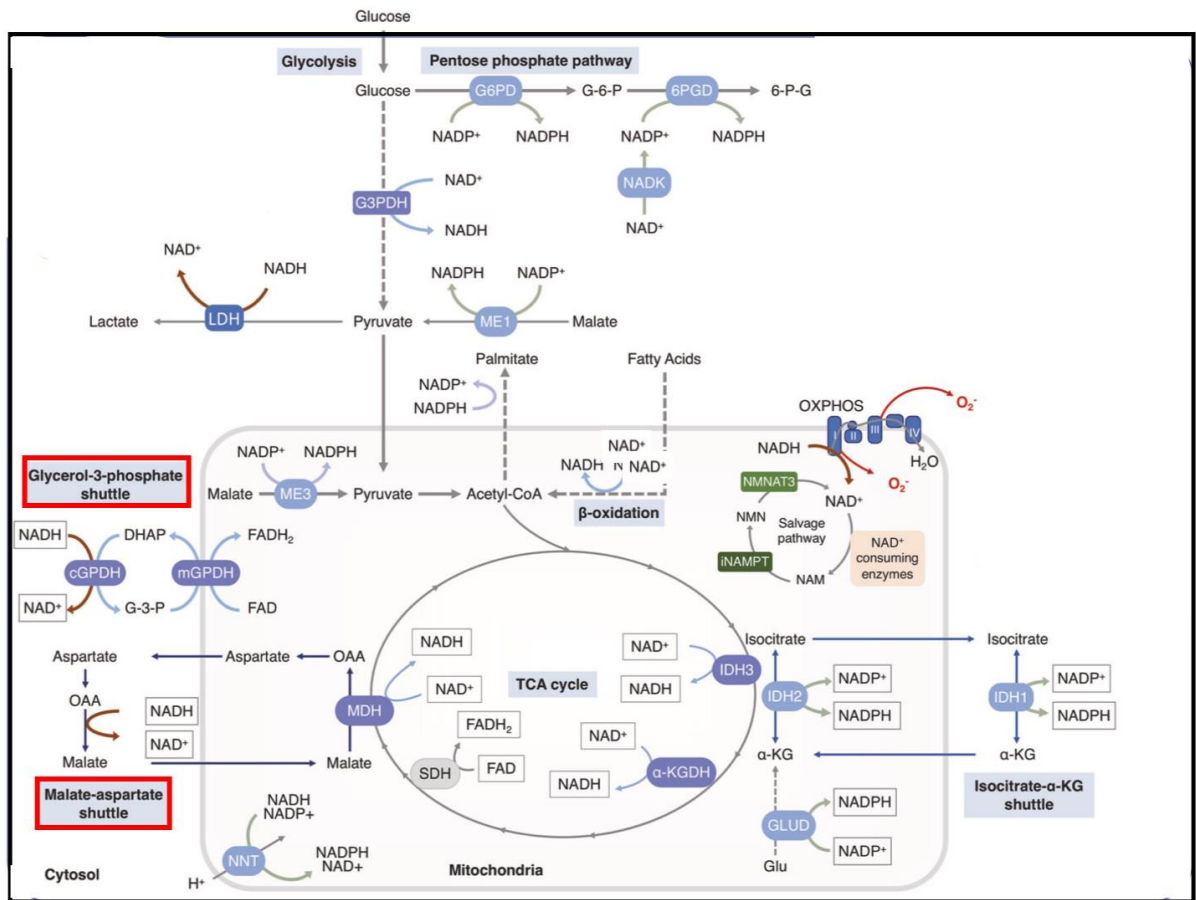 Glucose
Glycolysis
Pentose phosphate pathway
Glucose
G6PD
G-6-P
6PGD
6-P-G
NADP+
NADPH
NADP+
NADPH
NADK
NAD+
NAD+
G3PDH
NADH
NAD+
NADH
NADPH
NADP+
Lactate
LDH
Pyruvate
ME1
Malate
Palmitate
Fatty Acids
NADP+
NADPH
OXPHOS
O2-
I
II
III
IV
NADH
H2O
O2-
NAD+
NMNAT3
NMN
Salvage
pathway
iNAMPT
NAM
NAD+
consuming
enzymes
NADP+
NADPH
NAD+
NADH
N
NAD+
Malate
ME3
Pyruvate
Acetyl-CoA
β-oxidation
Glycerol-3-phosphate
shuttle
NADH
DHAP
FADH2
cGPDH
mGPDH
NAD+
G-3-P
FAD
Aspartate
Aspartate
OAA
OAA
NADH
NAD+
Malate
Malate
MDH
NADH
NAD+
TCA cycle
FADH2
FAD
SDH
NAD+
NADH
IDH3
NAD+
NADH
α-KGDH
Isocitrate
Isocitrate
IDH2
NADP+
NADPH
IDH1
NADP+
NADPH
α-KG
α-KG
Isocitrate-α-KG
shuttle
Malate-aspartate
shuttle
GLUD
NADPH
NADP+
Glu
NADH
NADP+
NNT
NADPH
NAD+
H+
Cytosol
Mitochondria